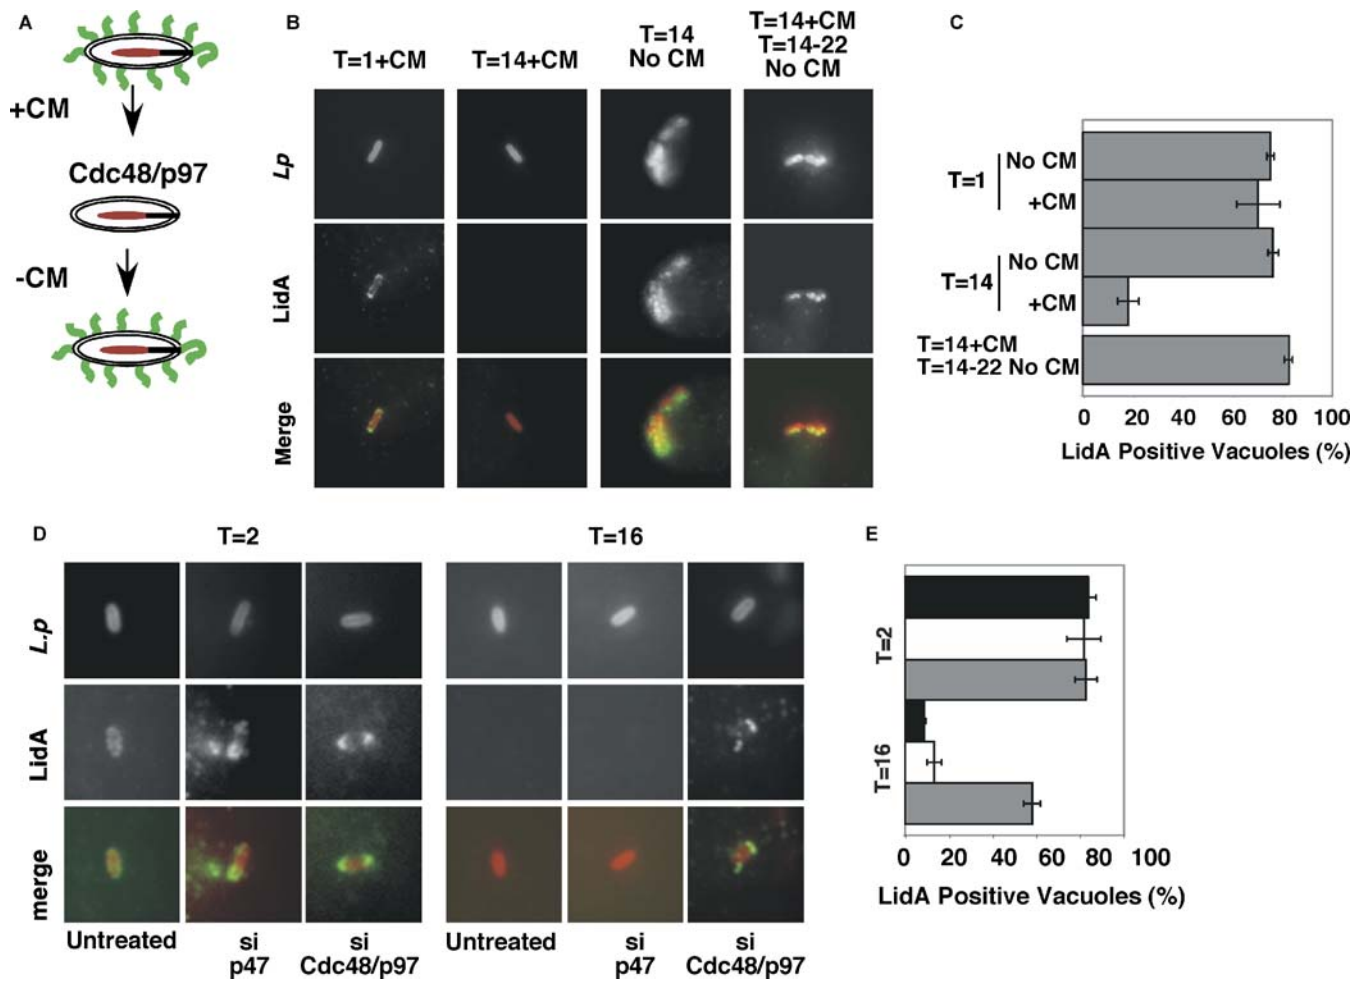 A
+CM
Cdc48/p97
-CM
B
T=1+CM
T=14+CM
T=14
No CM
T=14+CM
T=14-22
No CM
Lp
LidA
Merge
C
T=1
No CM
+CM
T=14
No CM
+CM
T=14+CM
T=14-22 No CM
0 20 40 60 80 100
LidA Positive Vacuoles (%)
D
T=2
T=16
L.p
LidA
merge
Untreated
si
p47
si
Cdc48/p97
Untreated
si
p47
si
Cdc48/p97
E
T=2
T=16
0 20 40 60 80 100
LidA Positive Vacuoles (%)